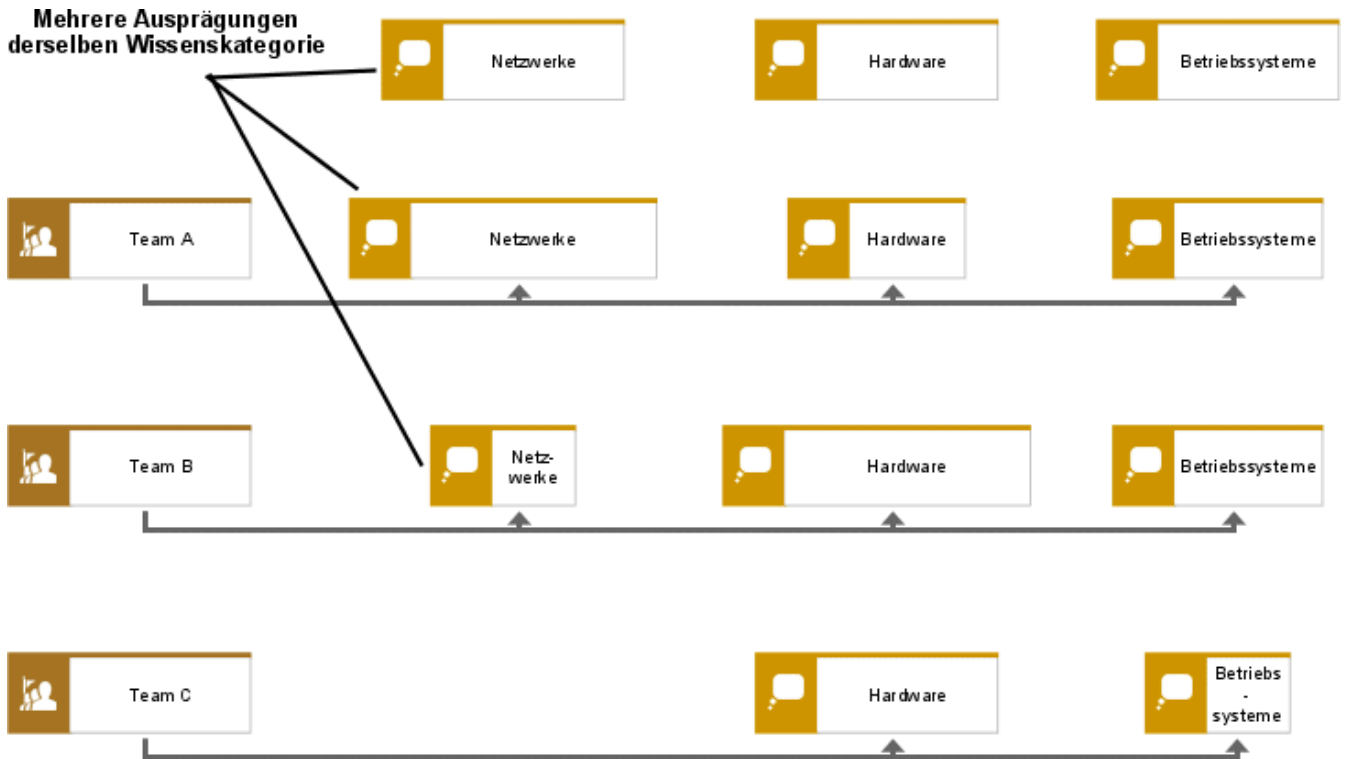 Mehrere Ausprägungen
derselben Wissenskategorie
Netzwerke
Hardware
Betriebssysteme
Team A
Netzwerke
Hardware
Betriebssysteme
Team B
Netz-
werke
Hardware
Betriebssysteme
Team C
Hardware
Betriebs
-
systeme